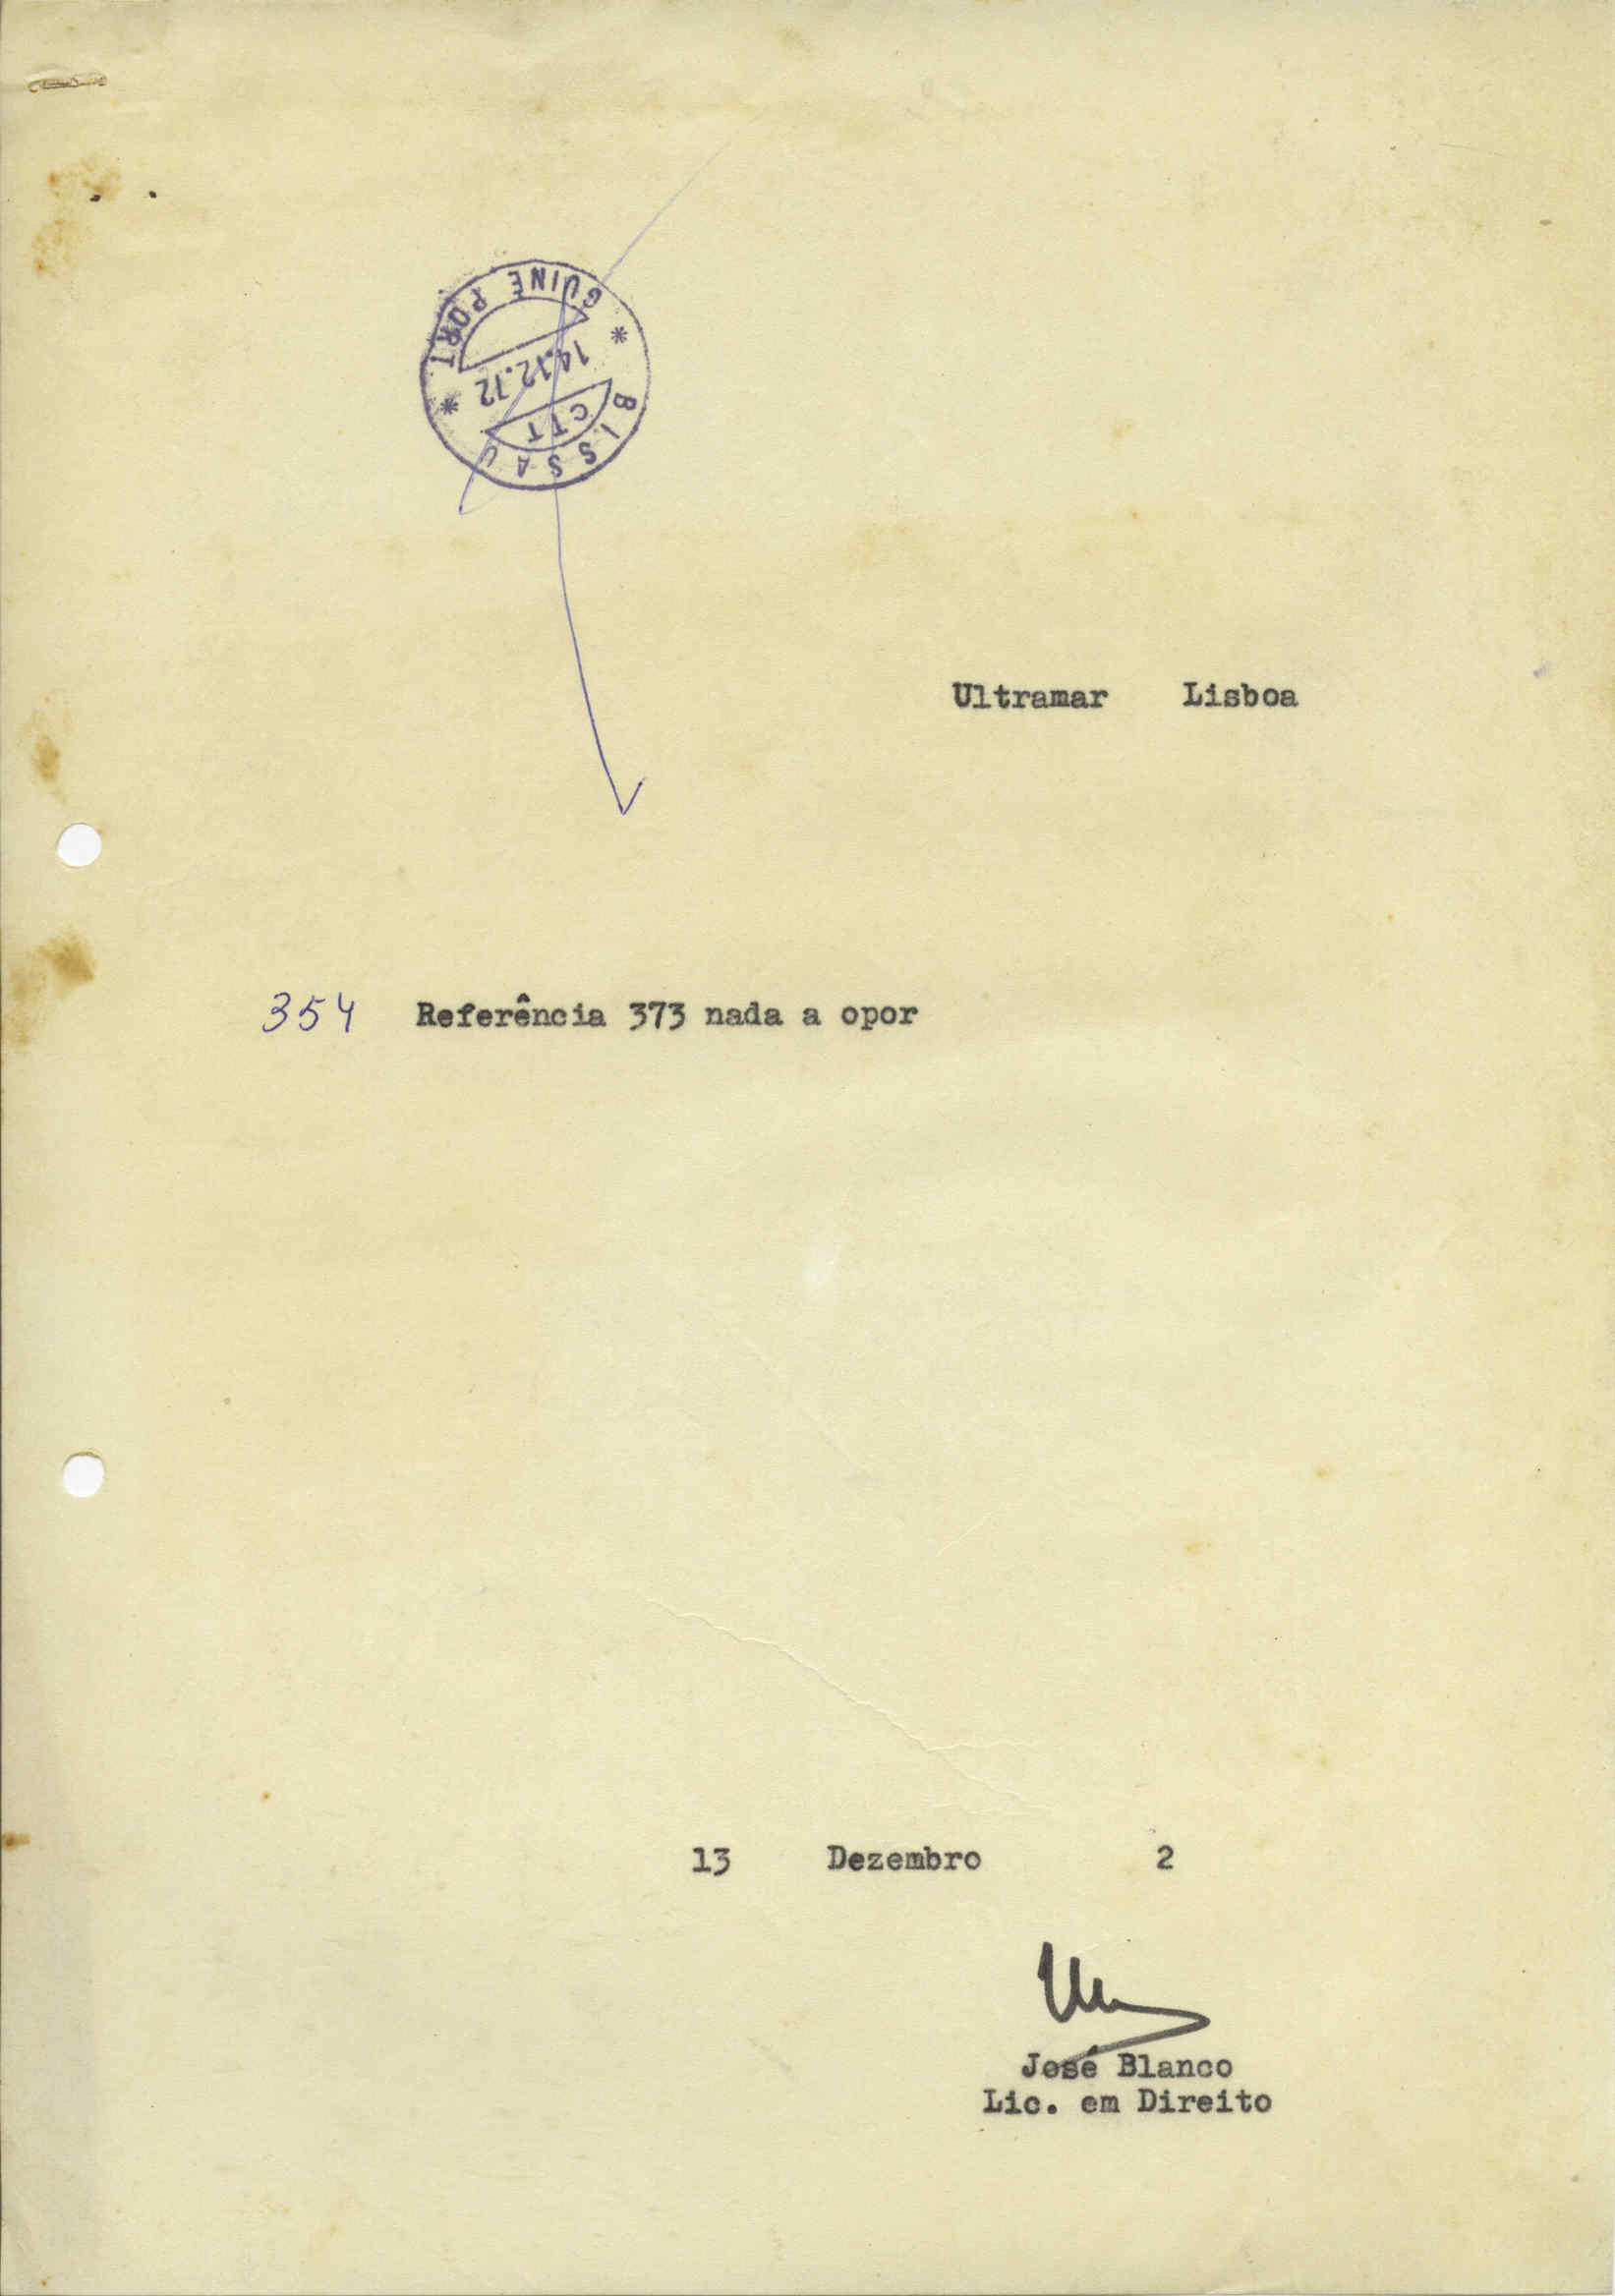 GUINÉ PORT
14.12.72
CTT
BISSAU
Ultramar Lisboa
354 Referência 373 nada a opor
13 Dezembro 2
José Blanco
Lic. em Direito